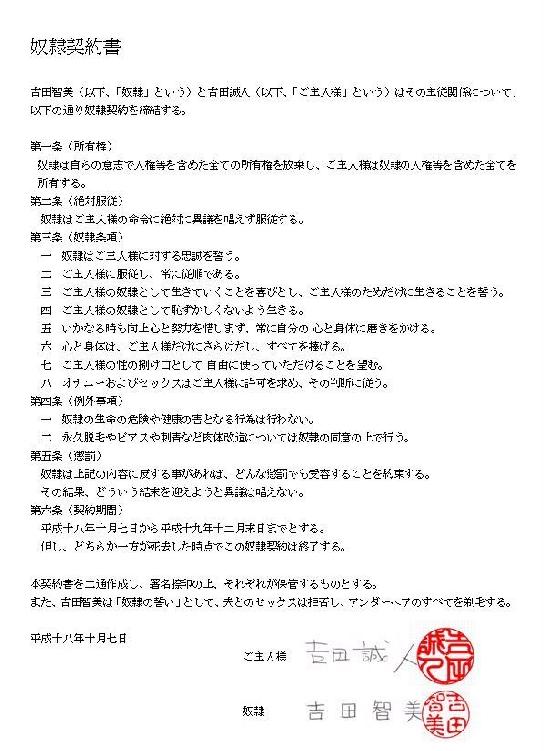 奴隷契約書
吉田智美（以下、「奴隷」という）と吉田誠人（以下、「ご主人様」という）はその主従関係について、
以下の通り奴隷契約を締結する。
第一条（所有権）
奴隷は自らの意志で人権等を含めた全ての所有権を放棄し、ご主人様は奴隷の人権等を含めた全てを
所有する。
第二条（絶対服従）
奴隷はご主人様の命令に絶対に異議を唱えず服従する。
第三条（奴隷条項）
一　奴隷はご主人様に対する忠誠を誓う。
二　ご主人様に服従し、常に従順である。
三　ご主人様の奴隷として生きていくことを喜びとし、ご主人様のためだけに生きることを誓う。
四　ご主人様の奴隷として恥ずかしくないよう生きる。
五　いかなる時も向上心と努力を惜しまず、常に自分の心と身体に磨きをかける。
六　心と身体は、ご主人様だけにさらけだし、すべてを捧げる。
七　ご主人様の性の捌け口として自由に使っていただけることを望む。
八　オナニーおよびセックスはご主人様に許可を求め、その判断に従う。
第四条（例外事項）
一　奴隷の生命の危険や健康の害となる行為は行わない。
二　永久脱毛やピアスや刺青など肉体改造については奴隷の同意の上で行う。
第五条（懲罰）
奴隷は上記の内容に反する事があれば、どんな懲罰でも受容することを約束する。
その結果、どういう結末を迎えようと異議は唱えない。
第六条（契約期間）
平成十八年十月七日から平成十九年十二月末日までとする。
但し、どちらか一方が死去した時点でこの奴隷契約は終了する。
本契約書を二通作成し、署名捺印の上、それぞれが保管するものとする。
また、吉田智美は「奴隷の誓い」として、夫とのセックスは拒否し、アンダーヘアのすべてを剃毛する。
平成十八年十月七日
ご主人様　吉田誠人　吉田誠人
奴隷　吉田智美　吉田智美